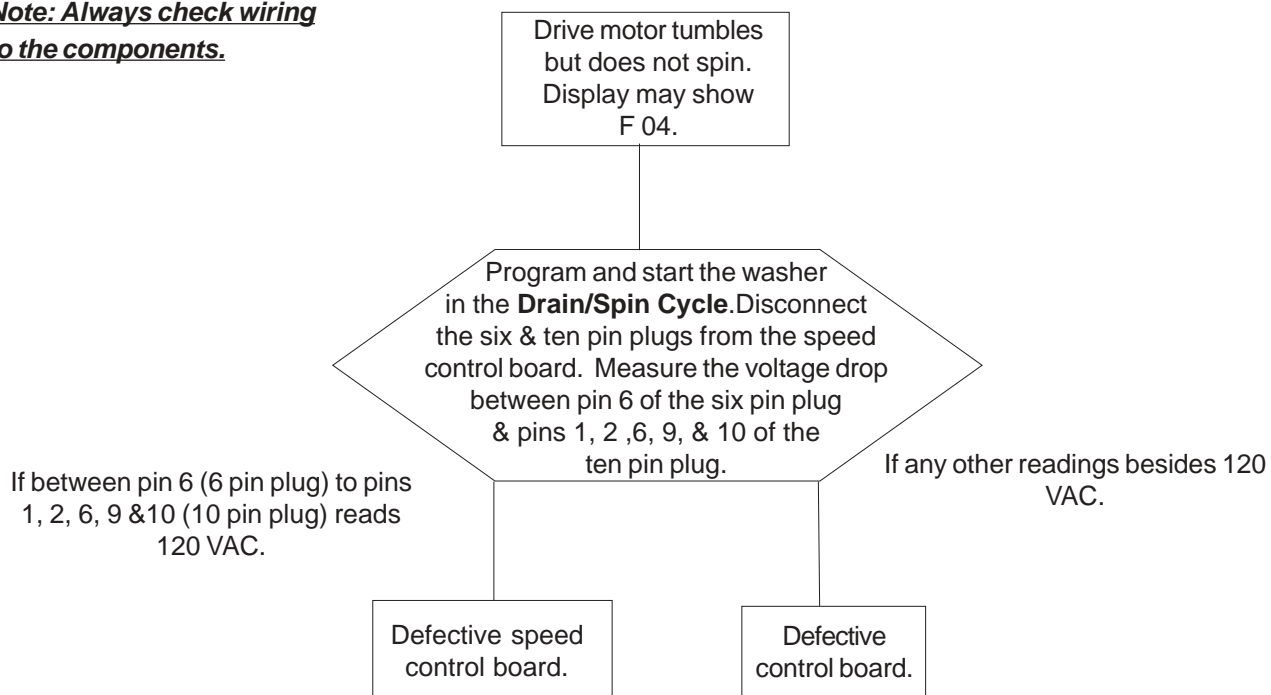 Note: Always check wiring
to the components.
Drive motor tumbles
but does not spin.
Display may show
F 04.
Program and start the washer
in the Drain/Spin Cycle.Disconnect
the six & ten pin plugs from the speed
control board. Measure the voltage drop
between pin 6 of the six pin plug
& pins 1, 2 ,6, 9, & 10 of the
ten pin plug.
If between pin 6 (6 pin plug) to pins
1, 2, 6, 9 &10 (10 pin plug) reads
120 VAC.
If any other readings besides 120
VAC.
Defective speed
control board.
Defective
control board.